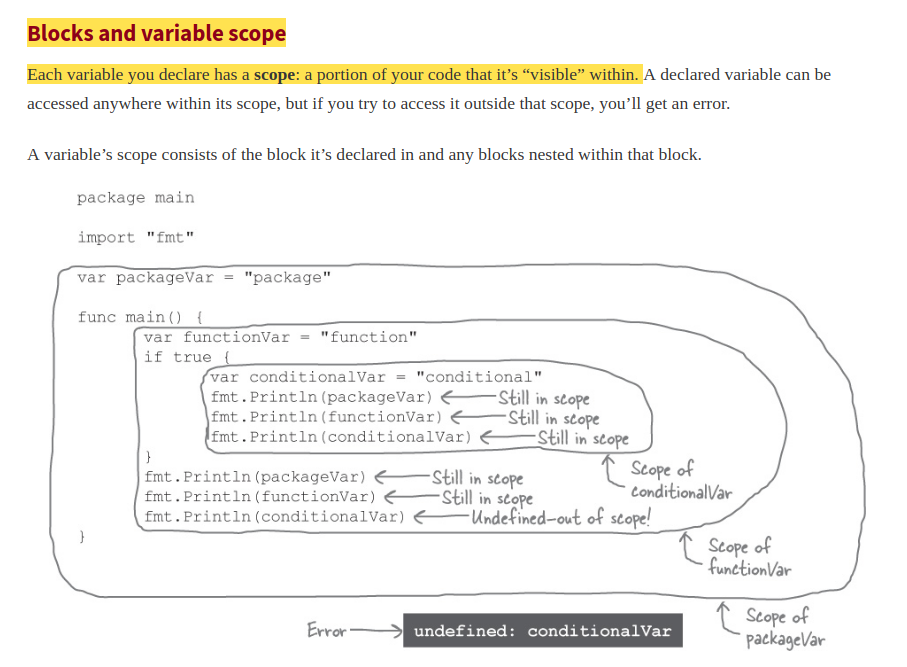 Blocks and variable scope
Each variable you declare has a scope: a portion of your code that it’s “visible” within. A declared variable can be
accessed anywhere within its scope, but if you try to access it outside that scope, you’ll get an error.
A variable’s scope consists of the block it’s declared in and any blocks nested within that block.
package main
import "fmt"
var packageVar = "package"
func main() {
var functionVar = "function"
if true {
var conditionalVar = "conditional"
fmt.Println(packageVar) Still in scope
fmt.Println(functionVar) Still in scope
fmt.Println(conditionalVar) Still in scope
}
Scope of
conditionalVar
fmt.Println(packageVar) Still in scope
fmt.Println(functionVar) Still in scope
fmt.Println(conditionalVar) Undefined—out of scope!
}
Scope of
functionVar
Scope of
packageVar
Error undefined: conditionalVar